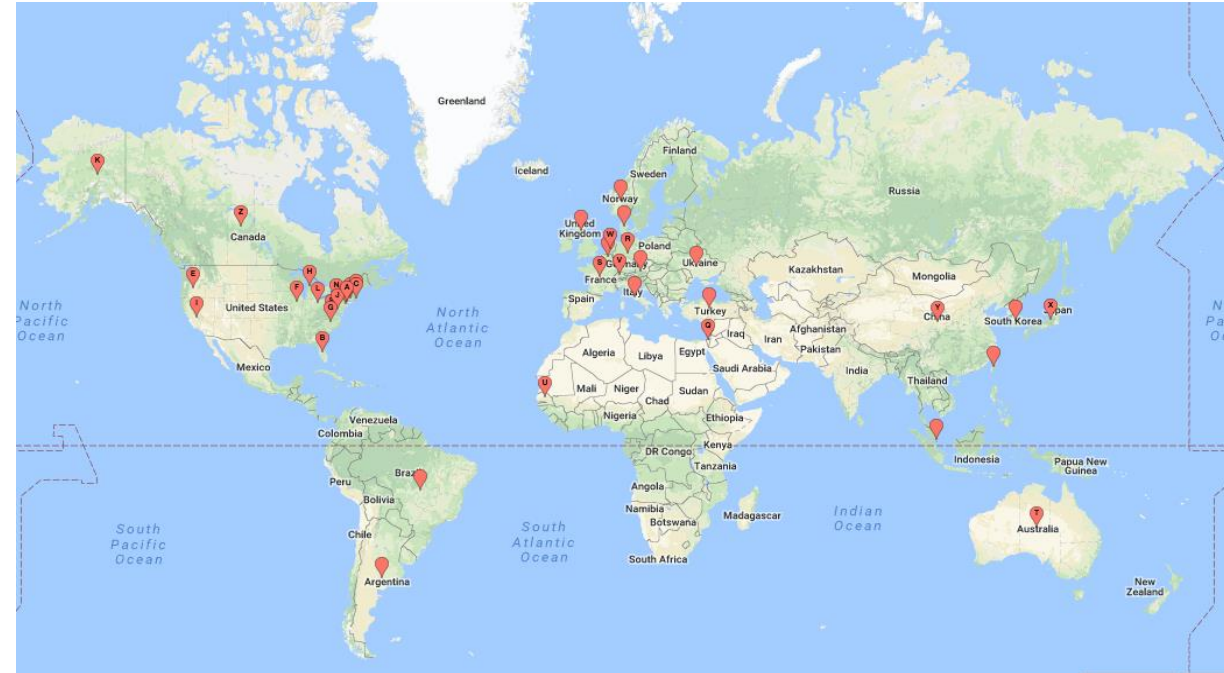 Greenland
Iceland
Finland
Sweden
Norway
Russia
K
Z
Canada
United
Kingdom
W
R
Poland
Germany
Ukraine
V
S
France
Italy
Spain
Kazakhstan
Mongolia
E
H
F
L
N
A
C
J
G
I
United States
B
Mexico
North
Pacific
Ocean
North
Atlantic
Ocean
Turkey
Q
Iraq
Iran
Afghanistan
Pakistan
Y
China
South Korea
X
Japan
Algeria
Libya
Egypt
Saudi Arabia
India
Thailand
U
Mali
Niger
Chad
Sudan
Nigeria
Ethiopia
Venezuela
Colombia
DR Congo
Kenya
Tanzania
Indonesia
Papua New
Guinea
Brazil
Peru
Bolivia
Angola
Namibia
Botswana
Madagascar
Indian
Ocean
T
Australia
Chile
South
Pacific
Ocean
South
Atlantic
Ocean
South Africa
Argentina
New
Zealand